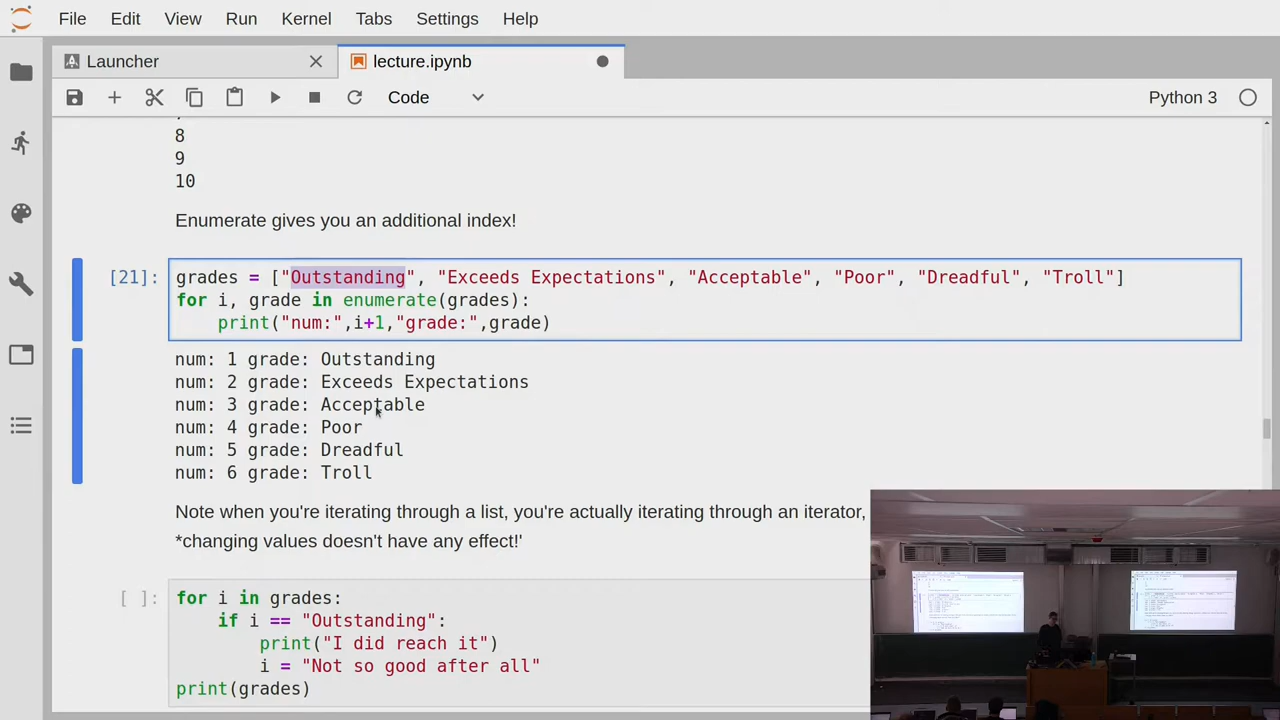 File Edit View Run Kernel Tabs Settings Help
Launcher
lecture.ipynb
Code
Python 3
8
9
10
Enumerate gives you an additional index!
[21]:
grades = ["Outstanding", "Exceeds Expectations", "Acceptable", "Poor", "Dreadful", "Troll"]
for i, grade in enumerate(grades):
print("num:",i+1,"grade:",grade)
num: 1 grade: Outstanding
num: 2 grade: Exceeds Expectations
num: 3 grade: Acceptable
num: 4 grade: Poor
num: 5 grade: Dreadful
num: 6 grade: Troll
Note when you're iterating through a list, you're actually iterating through an iterator,
*changing values doesn't have any effect!'
[ ]:
for i in grades:
if i == "Outstanding":
print("I did reach it")
i = "Not so good after all"
print(grades)